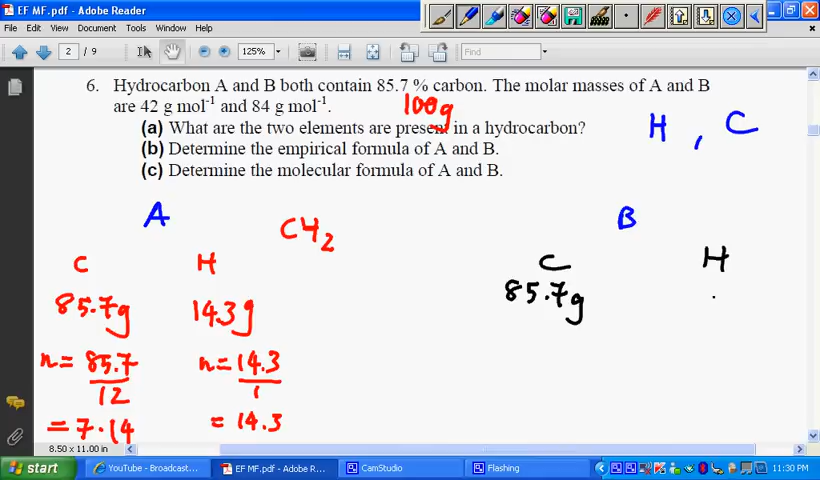 EF MF.pdf - Adobe Reader
File Edit View Document Tools Window Help
2 / 9 125% Find
6. Hydrocarbon A and B both contain 85.7 % carbon. The molar masses of A and B
are 42 g mol⁻¹ and 84 g mol⁻¹.
100g
(a) What are the two elements are present in a hydrocarbon?
H , C
(b) Determine the empirical formula of A and B.
(c) Determine the molecular formula of A and B.
A B
CH₂
C H C H
85.7g 14.3g 85.7g
n = 85.7/12 n = 14.3/1
= 7.14 = 14.3
8.50 x 11.00 in
start YouTube - Broadcast... EF MF.pdf - Adobe R... CamStudio Flashing 11:30 PM